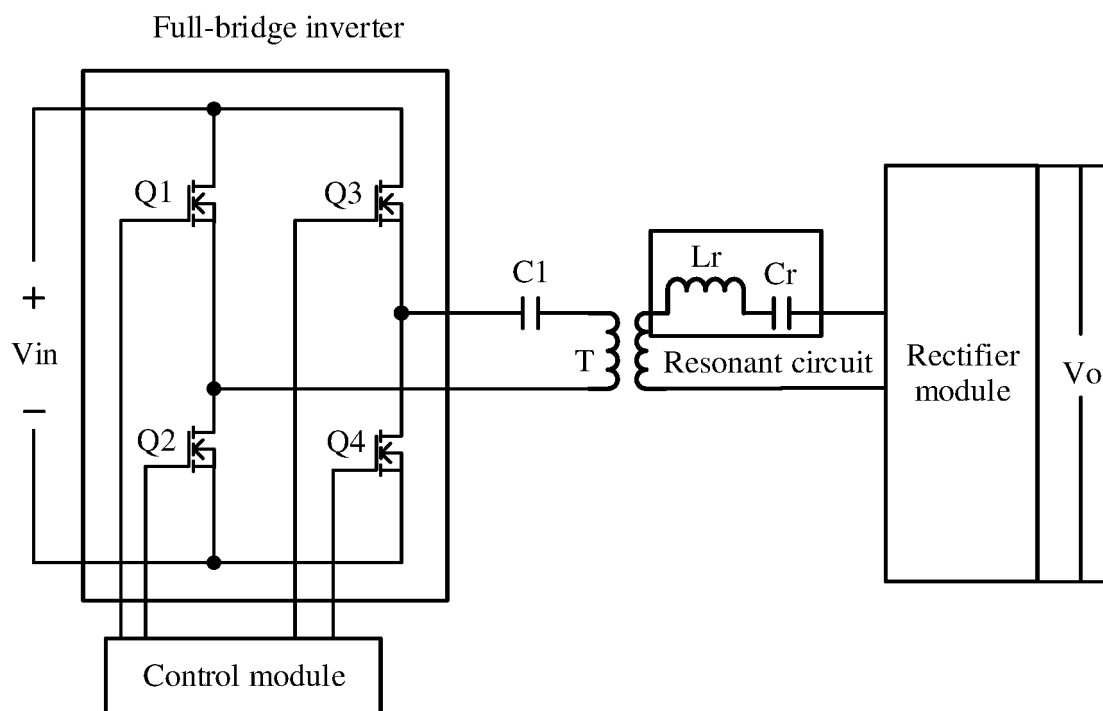 Full-bridge inverter
Q1
Q3
+
Vin
−
C1
Lr
Cr
T
Resonant circuit
Rectifier
module
Vo
Q2
Q4
Control module